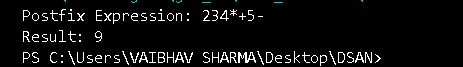 Postfix Expression: 234*+5-
Result: 9
PS C:\Users\VAIBHAV SHARMA\Desktop\DSAN>